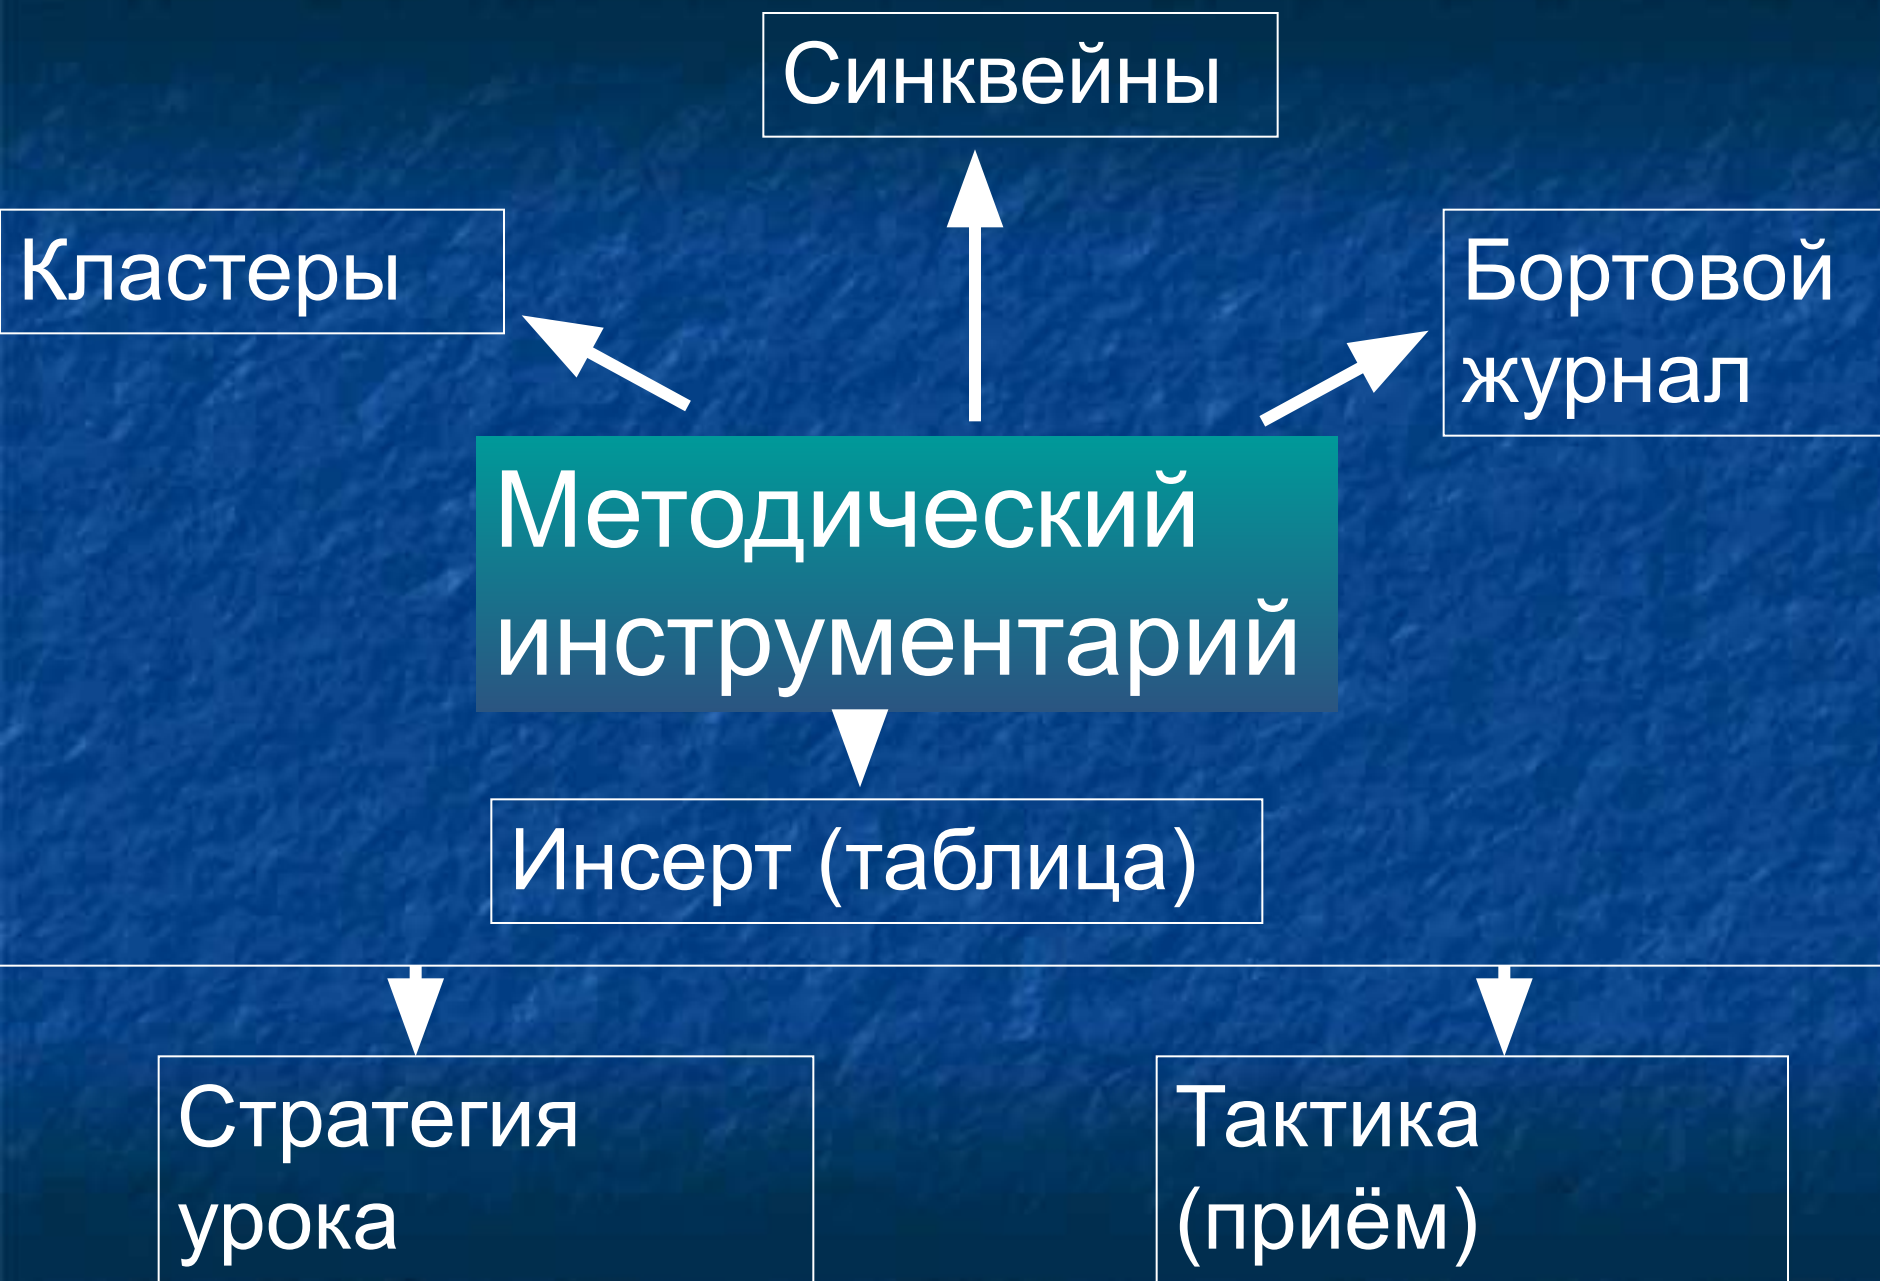 Синквейны
Кластеры
Бортовой
журнал
Методический
инструментарий
Инсерт (таблица)
Стратегия
урока
Тактика
(приём)